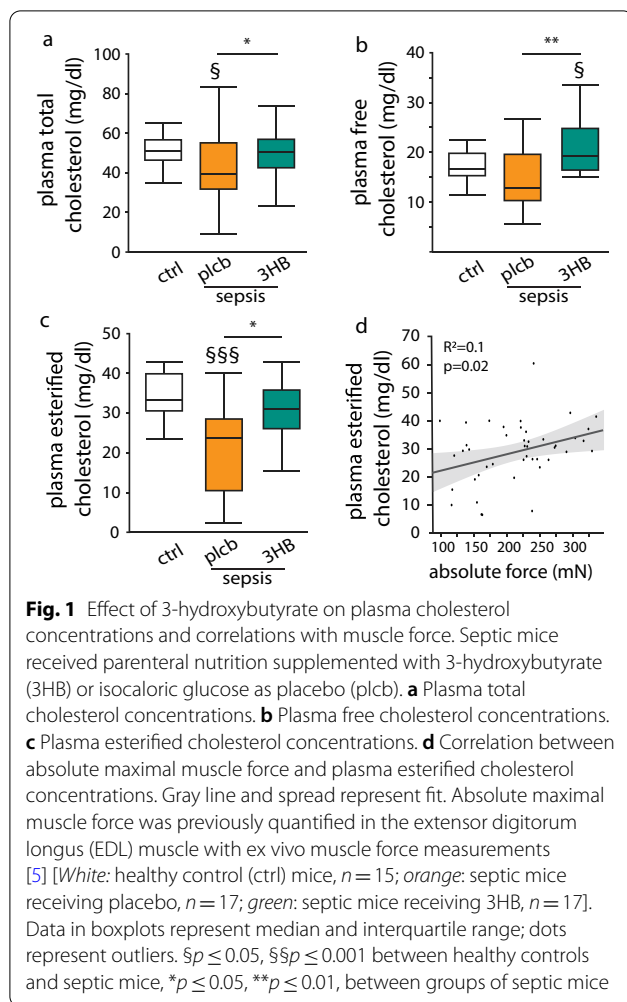 a
*
§
plasma total
cholesterol (mg/dl)
100
80
60
40
20
0
ctrl
plcb
3HB
sepsis
b
**
§
plasma free
cholesterol (mg/dl)
40
30
20
10
ctrl
plcb
3HB
sepsis
c
*
§§§
plasma esterified
cholesterol (mg/dl)
50
40
30
20
10
0
ctrl
plcb
3HB
sepsis
d
R²=0.1
p=0.02
plasma esterified
cholesterol (mg/dl)
70
60
50
40
30
20
10
0
100 150 200 250 300
absolute force (mN)
Fig. 1 Effect of 3-hydroxybutyrate on plasma cholesterol
concentrations and correlations with muscle force. Septic mice
received parenteral nutrition supplemented with 3-hydroxybutyrate
(3HB) or isocaloric glucose as placebo (plcb). a Plasma total
cholesterol concentrations. b Plasma free cholesterol concentrations.
c Plasma esterified cholesterol concentrations. d Correlation between
absolute maximal muscle force and plasma esterified cholesterol
concentrations. Gray line and spread represent fit. Absolute maximal
muscle force was previously quantified in the extensor digitorum
longus (EDL) muscle with ex vivo muscle force measurements
[5] [White: healthy control (ctrl) mice, n = 15; orange: septic mice
receiving placebo, n = 17; green: septic mice receiving 3HB, n = 17].
Data in boxplots represent median and interquartile range; dots
represent outliers. §p ≤ 0.05, §§p ≤ 0.001 between healthy controls
and septic mice, *p ≤ 0.05, **p ≤ 0.01, between groups of septic mice